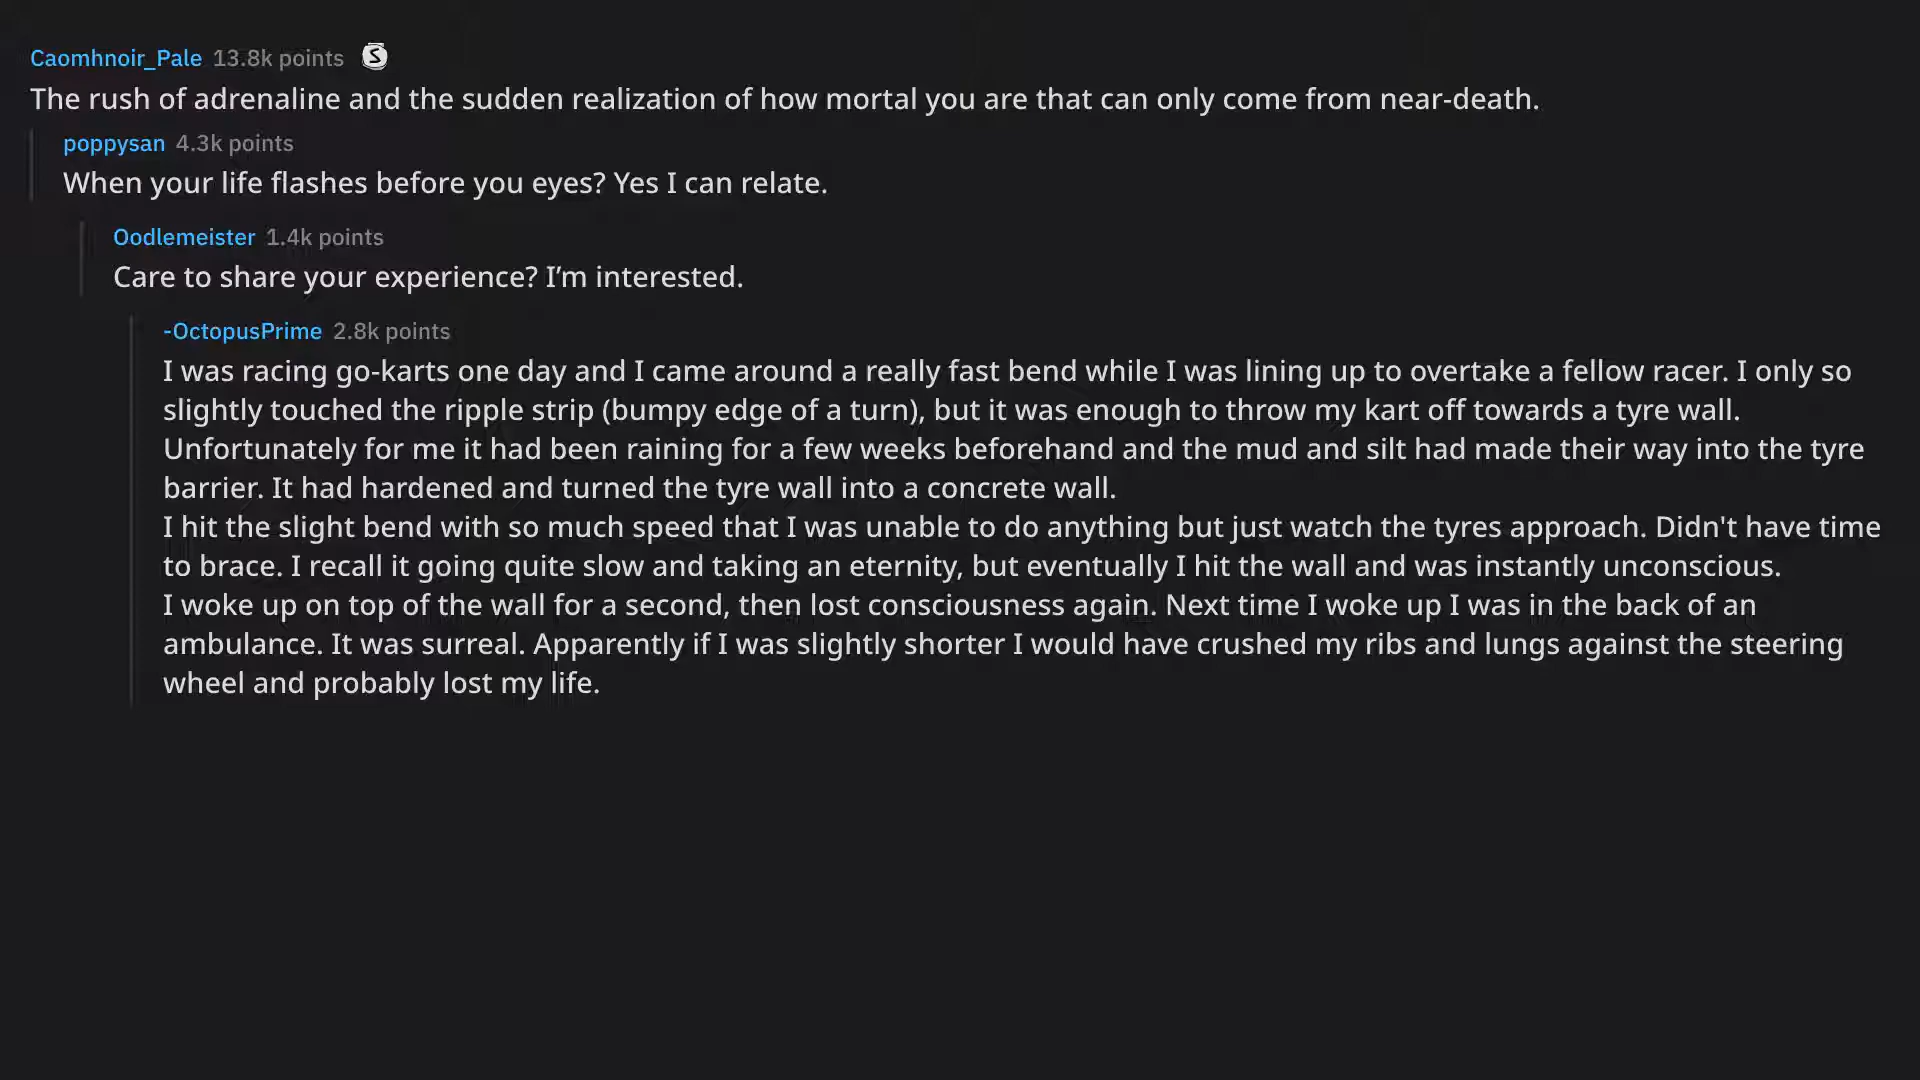 Caomhnoir_Pale 13.8k points S
The rush of adrenaline and the sudden realization of how mortal you are that can only come from near-death.
poppysan 4.3k points
When your life flashes before you eyes? Yes I can relate.
Oodlemeister 1.4k points
Care to share your experience? I’m interested.
-OctopusPrime 2.8k points
I was racing go-karts one day and I came around a really fast bend while I was lining up to overtake a fellow racer. I only so
slightly touched the ripple strip (bumpy edge of a turn), but it was enough to throw my kart off towards a tyre wall.
Unfortunately for me it had been raining for a few weeks beforehand and the mud and silt had made their way into the tyre
barrier. It had hardened and turned the tyre wall into a concrete wall.
I hit the slight bend with so much speed that I was unable to do anything but just watch the tyres approach. Didn't have time
to brace. I recall it going quite slow and taking an eternity, but eventually I hit the wall and was instantly unconscious.
I woke up on top of the wall for a second, then lost consciousness again. Next time I woke up I was in the back of an
ambulance. It was surreal. Apparently if I was slightly shorter I would have crushed my ribs and lungs against the steering
wheel and probably lost my life.